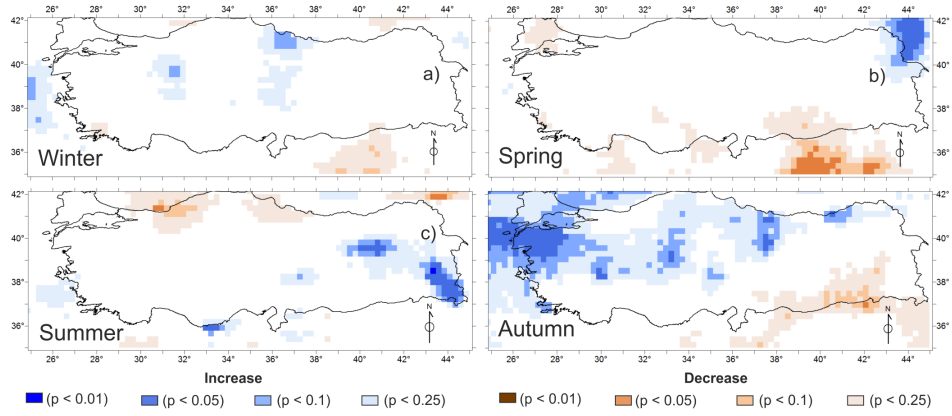 26° 28° 30° 32° 34° 36° 38° 40° 42° 44° 26° 28° 30° 32° 34° 36° 38° 40° 42° 44°
42° 42°
40° a) b) 40°
38° 38°
36° Winter N Spring N 36°
42° 42°
40° c) 40°
38° 38°
36° Summer N Autumn N 36°
26° 28° 30° 32° 34° 36° 38° 40° 42° 44° 26° 28° 30° 32° 34° 36° 38° 40° 42° 44°
Increase Decrease
(p < 0.01) (p < 0.05) (p < 0.1) (p < 0.25) (p < 0.01) (p < 0.05) (p < 0.1) (p < 0.25)